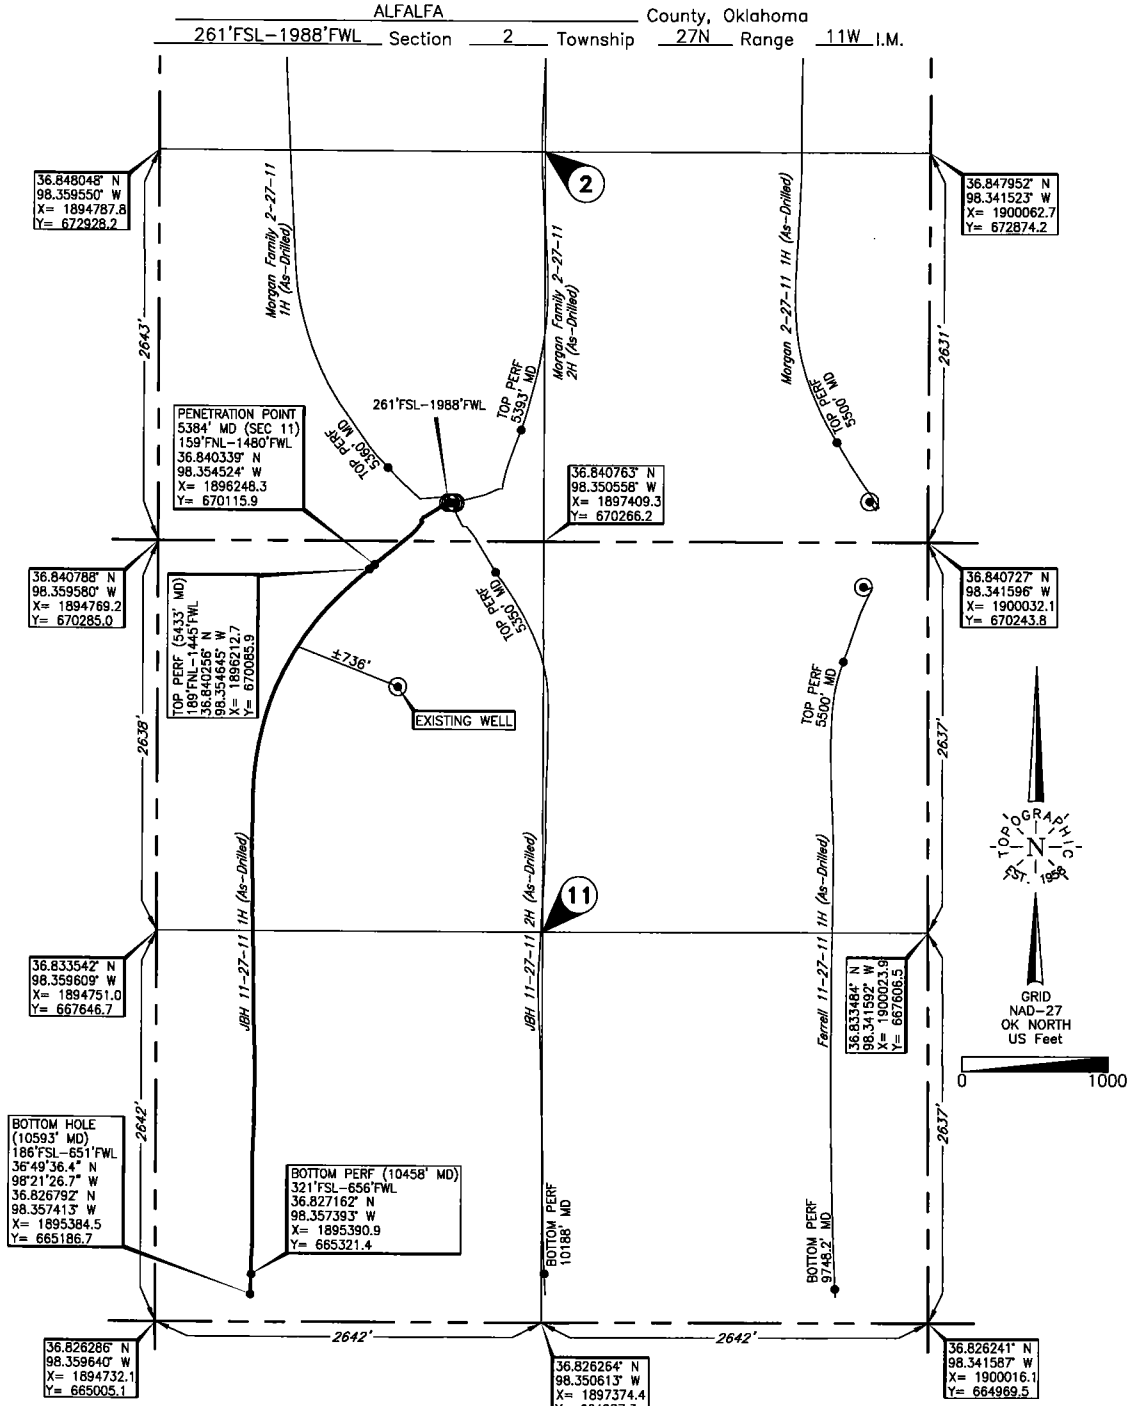 ALFALFA County, Oklahoma
261'FSL-1988'FWL Section 2 Township 27N Range 11W I.M.
36.848048° N
98.359550° W
X= 1894787.8
Y= 672928.2
Morgan Family 2-27-11
1H (As-Drilled)
2
Morgan Family 2-27-11
2H (As-Drilled)
Morgan 2-27-11 1H (As-Drilled)
36.847952° N
98.341523° W
X= 1900062.7
Y= 672874.2
2643'
2631'
PENETRATION POINT
5384' MD (SEC 11)
159'FNL-1480'FWL
36.840339° N
98.354524° W
X= 1896248.3
Y= 670115.9
261'FSL-1988'FWL
TOP PERF
5360' MD
TOP PERF
5393' MD
TOP PERF
5500' MD
36.840763° N
98.350558° W
X= 1897409.3
Y= 670266.2
36.840788° N
98.359580° W
X= 1894769.2
Y= 670285.0
TOP PERF (5433' MD)
189'FNL-1445'FWL
36.840256° N
98.354645° W
X= 1896212.7
Y= 670085.9
TOP PERF
5350' MD
36.840727° N
98.341596° W
X= 1900032.1
Y= 670243.8
±736'
EXISTING WELL
TOP PERF
5500' MD
2638'
2637'
JBH 11-27-11 1H (As-Drilled)
JBH 11-27-11 2H (As-Drilled)
11
Farrell 11-27-11 1H (As-Drilled)
TOPOGRAPHIC
N
EST. 1958
36.833542° N
98.359609° W
X= 1894751.0
Y= 667646.7
36.833484° N
98.341592° W
X= 1900023.9
Y= 667606.5
GRID
NAD-27
OK NORTH
US Feet
0 1000
2642'
2637'
BOTTOM HOLE
(10593' MD)
186'FSL-651'FWL
36°49'36.4" N
98°21'26.7" W
36.826792° N
98.357413° W
X= 1895384.5
Y= 665186.7
BOTTOM PERF (10458' MD)
321'FSL-656'FWL
36.827162° N
98.357393° W
X= 1895390.9
Y= 665321.4
BOTTOM PERF
10188' MD
BOTTOM PERF
9748.2' MD
2642'
2642'
36.826286° N
98.359640° W
X= 1894732.1
Y= 665005.1
36.826264° N
98.350613° W
X= 1897374.4
36.826241° N
98.341587° W
X= 1900016.1
Y= 664969.5